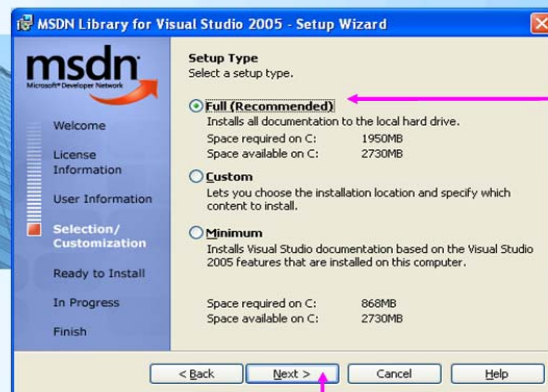 MSDN Library for Visual Studio 2005 - Setup Wizard
msdn
Microsoft® Developer Network
Welcome
License
Information
User Information
Selection/
Customization
Ready to Install
In Progress
Finish
Setup Type
Select a setup type.
Full (Recommended)
Installs all documentation to the local hard drive.
Space required on C: 1950MB
Space available on C: 2730MB
Custom
Lets you choose the installation location and specify which
content to install.
Minimum
Installs Visual Studio documentation based on the Visual Studio
2005 features that are installed on this computer.
Space required on C: 868MB
Space available on C: 2730MB
< Back Next > Cancel Help